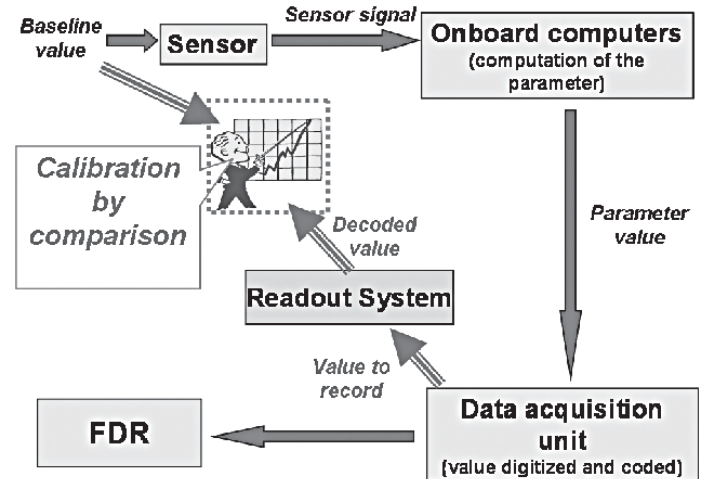 Baseline
value
Sensor
Sensor signal
Onboard computers
(computation of the
parameter)
Calibration
by
comparison
Decoded
value
Parameter
value
Readout System
Value to
record
FDR
Data acquisition
unit
(value digitized and coded)